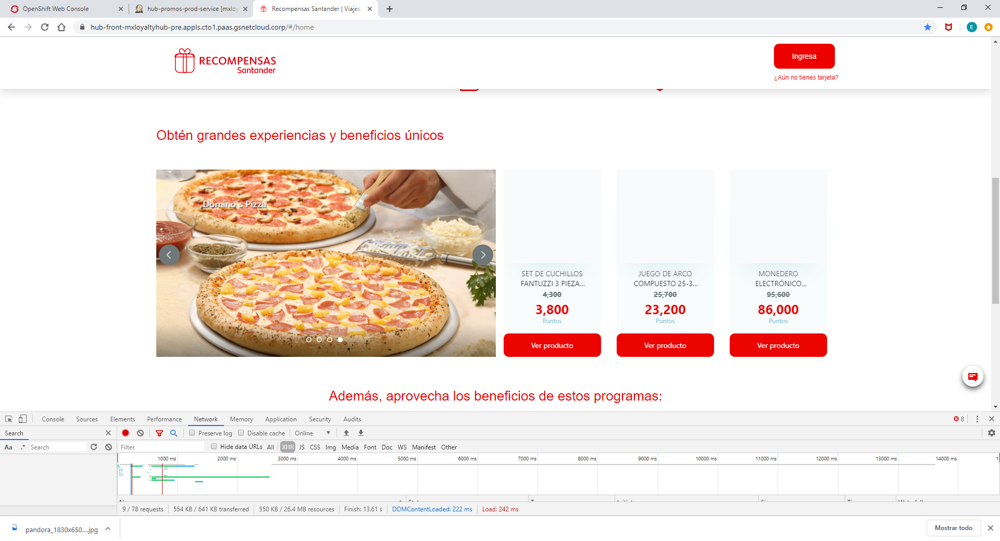 OpenShift Web Console
hub-promos-prod-service [mxloy
Recompensas Santander | Viajes,
hub-front-mxloyaltyhub-pre.appls.cto1.paas.gsnetcloud.corp/#/home
E
RECOMPENSAS
Santander
Ingresa
¿Aún no tienes tarjeta?
Obtén grandes experiencias y beneficios únicos
Domino´s Pizza
SET DE CUCHILLOS
FANTUZZI 3 PIEZA...
4,300
3,800
Puntos
Ver producto
JUEGO DE ARCO
COMPUESTO 25-3...
25,700
23,200
Puntos
Ver producto
MONEDERO
ELECTRÓNICO...
95,600
86,000
Puntos
Ver producto
Además, aprovecha los beneficios de estos programas:
Console Sources Elements Performance Network Memory Application Security Audits 8
Search
Preserve log Disable cache Online
Aa .* Search
Filter Hide data URLs All XHR JS CSS Img Media Font Doc WS Manifest Other
1000 ms 2000 ms 3000 ms 4000 ms 5000 ms 6000 ms 7000 ms 8000 ms 9000 ms 10000 ms 11000 ms 12000 ms 13000 ms 14000 ms 1
9 / 78 requests 554 KB / 641 KB transferred 550 KB / 26.4 MB resources Finish: 13.61 s DOMContentLoaded: 222 ms Load: 242 ms
pandora_1830x650....jpg
Mostrar todo